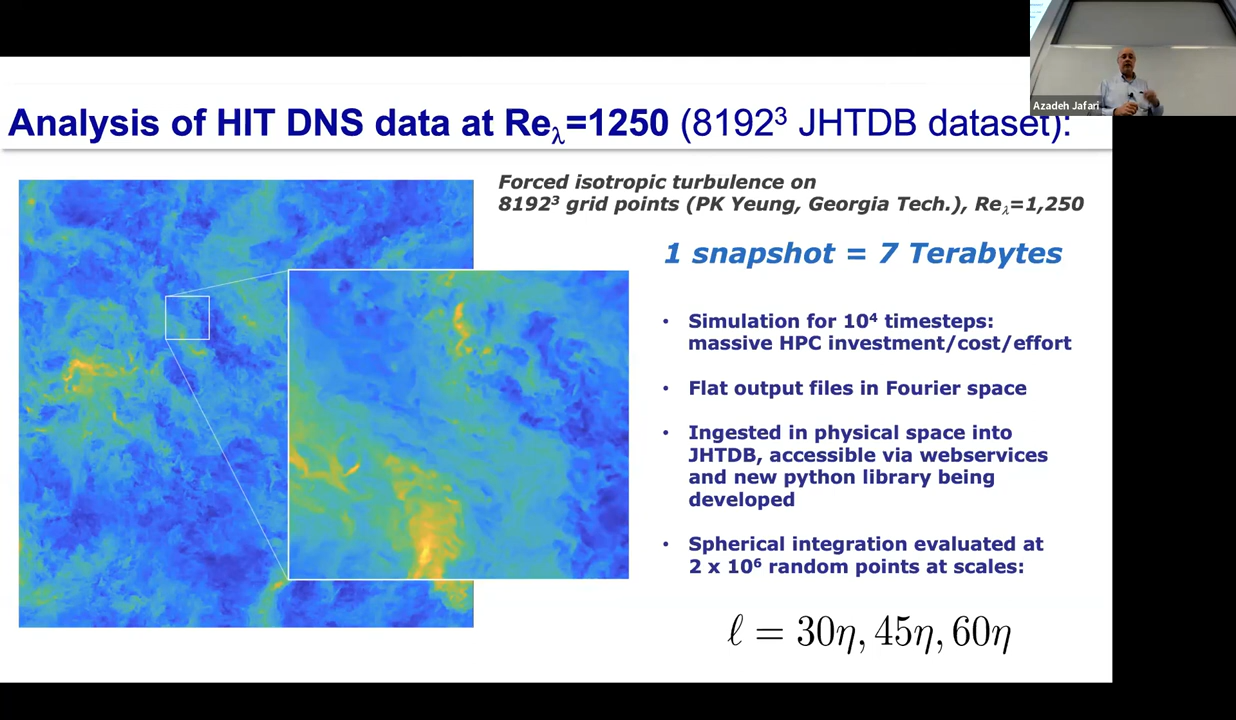 Azadeh Jafari
Analysis of HIT DNS data at Reλ=1250 (8192³ JHTDB dataset):
Forced isotropic turbulence on
8192³ grid points (PK Yeung, Georgia Tech.), Reλ=1,250
1 snapshot = 7 Terabytes
• Simulation for 10⁴ timesteps:
massive HPC investment/cost/effort
• Flat output files in Fourier space
• Ingested in physical space into
JHTDB, accessible via webservices
and new python library being
developed
• Spherical integration evaluated at
2 x 10⁶ random points at scales:
ℓ = 30η, 45η, 60η